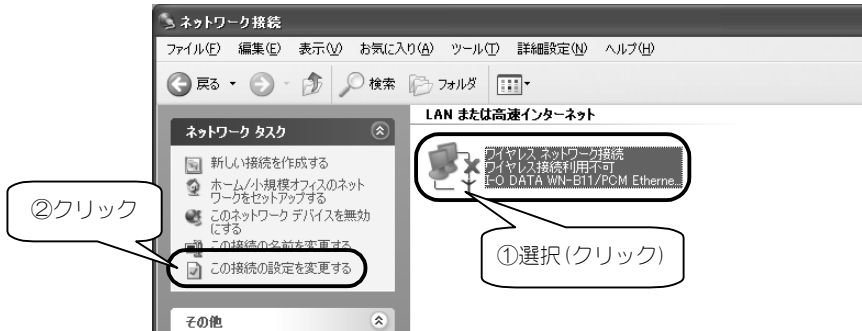 ネットワーク接続
ファイル(F) 編集(E) 表示(V) お気に入り(A) ツール(T) 詳細設定(N) ヘルプ(H)
戻る 検索 フォルダ
LAN または高速インターネット
ネットワーク タスク
新しい接続を作成する
ホーム/小規模オフィスのネット
ワークをセットアップする
このネットワーク デバイスを無効
にする
この接続の名前を変更する
この接続の設定を変更する
その他
ワイヤレス ネットワーク接続
ワイヤレス接続利用不可
I-O DATA WN-B11/PCM Etherne...
②クリック
①選択(クリック)